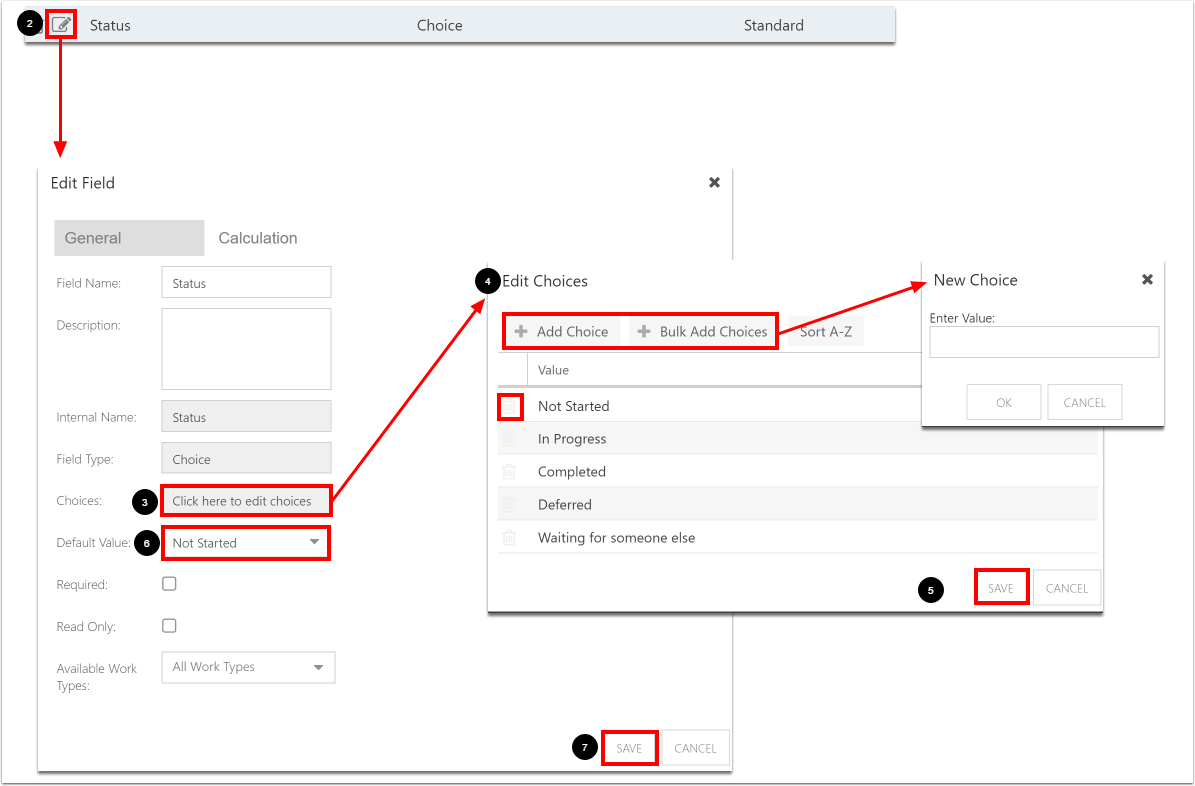 2 Status Choice Standard
Edit Field
General Calculation
Field Name: Status
Description:
Internal Name: Status
Field Type: Choice
Choices: 3 Click here to edit choices
Default Value: 6 Not Started
Required:
Read Only:
Available Work All Work Types
Types:
7 SAVE CANCEL
4 Edit Choices
Add Choice Bulk Add Choices Sort A-Z
Value
Not Started
In Progress
Completed
Deferred
Waiting for someone else
5 SAVE CANCEL
New Choice
Enter Value:
OK CANCEL